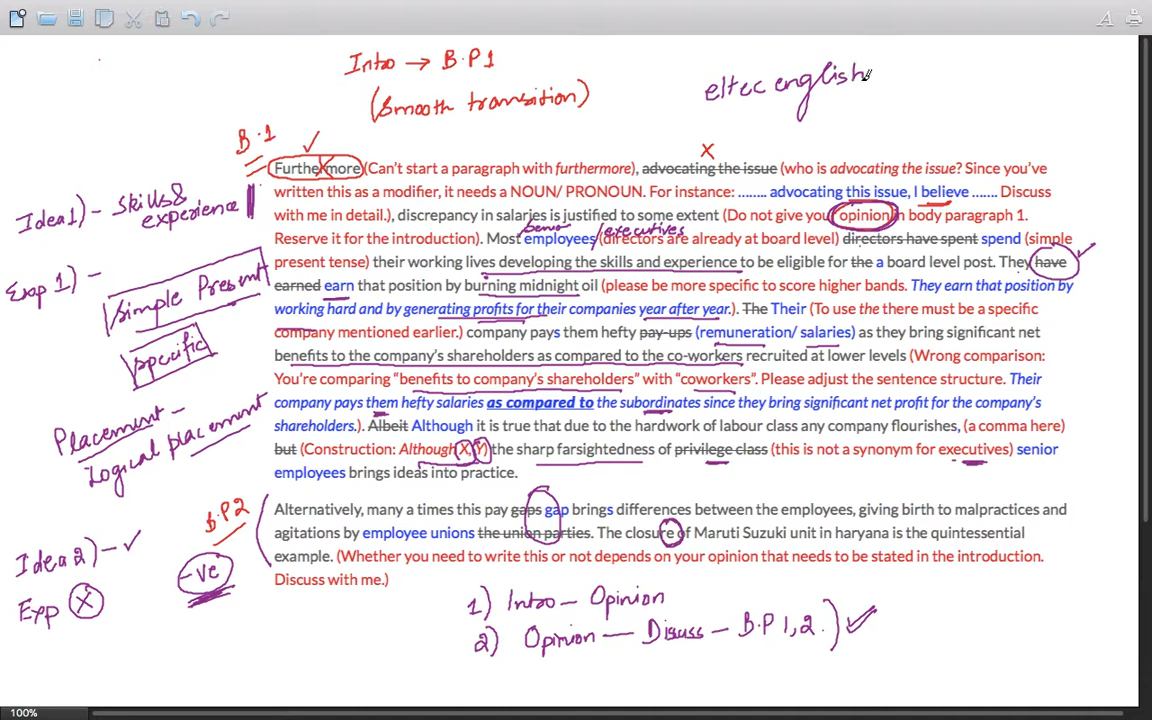 Intro → B.P 1
(Smooth transition)
eltec english
B.1
Furthermore (Can't start a paragraph with furthermore), advocating the issue (who is advocating the issue? Since you've
written this as a modifier, it needs a NOUN/ PRONOUN. For instance: ........ advocating this issue, I believe ....... Discuss
with me in detail.), discrepancy in salaries is justified to some extent (Do not give you opinion in body paragraph 1.
Reserve it for the introduction). Most employees (directors are already at board level) directors have spent spend (simple
executives
present tense) their working lives developing the skills and experience to be eligible for the a board level post. They have
earned earn that position by burning midnight oil (please be more specific to score higher bands. They earn that position by
working hard and by generating profits for their companies year after year.). The Their (To use the there must be a specific
company mentioned earlier.) company pays them hefty pay-ups (remuneration/ salaries) as they bring significant net
benefits to the company's shareholders as compared to the co-workers recruited at lower levels (Wrong comparison:
You're comparing "benefits to company's shareholders" with "coworkers". Please adjust the sentence structure. Their
company pays them hefty salaries as compared to the subordinates since they bring significant net profit for the company's
shareholders.). Albeit Although it is true that due to the hardwork of labour class any company flourishes, (a comma here)
but (Construction: Although X, Y) the sharp farsightedness of privilege class (this is not a synonym for executives) senior
employees brings ideas into practice.
Idea 1) - Skills &
experience
Exp 1) -
Simple Present
Specific
Placement -
Logical placement
B.P 2
Alternatively, many a times this pay gaps gap brings differences between the employees, giving birth to malpractices and
agitations by employee unions the union parties. The closure of Maruti Suzuki unit in haryana is the quintessential
example. (Whether you need to write this or not depends on your opinion that needs to be stated in the introduction.
Discuss with me.)
Idea 2) -
-ve
Exp X
1) Intro - Opinion
2) Opinion - Discuss - B.P 1, 2.
100%